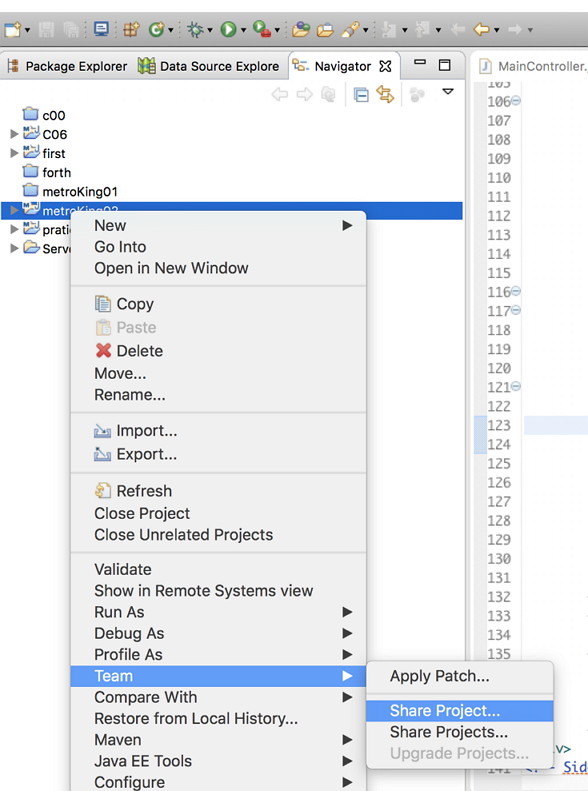 Package Explorer
Data Source Explore
Navigator
MainController.
c00
C06
first
forth
metroKing01
metroKing02
pratic
Serve
New
Go Into
Open in New Window
Copy
Paste
Delete
Move...
Rename...
Import...
Export...
Refresh
Close Project
Close Unrelated Projects
Validate
Show in Remote Systems view
Run As
Debug As
Profile As
Team
Compare With
Restore from Local History...
Maven
Java EE Tools
Configure
Apply Patch...
Share Project...
Share Projects...
Upgrade Projects...
105
106
107
108
109
110
111
112
113
114
115
116
117
118
119
120
121
122
123
124
125
126
127
128
129
130
131
132
133
134
135
v>
141
Sid